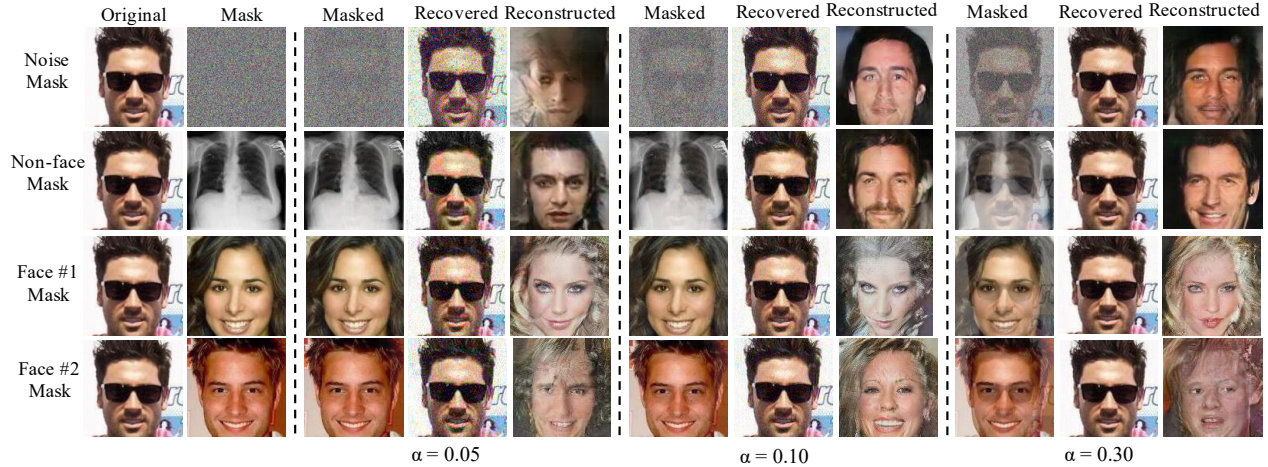 Original Mask Masked Recovered Reconstructed Masked Recovered Reconstructed Masked Recovered Reconstructed
Noise
Mask
Non-face
Mask
Face #1
Mask
Face #2
Mask
α = 0.05 α = 0.10 α = 0.30